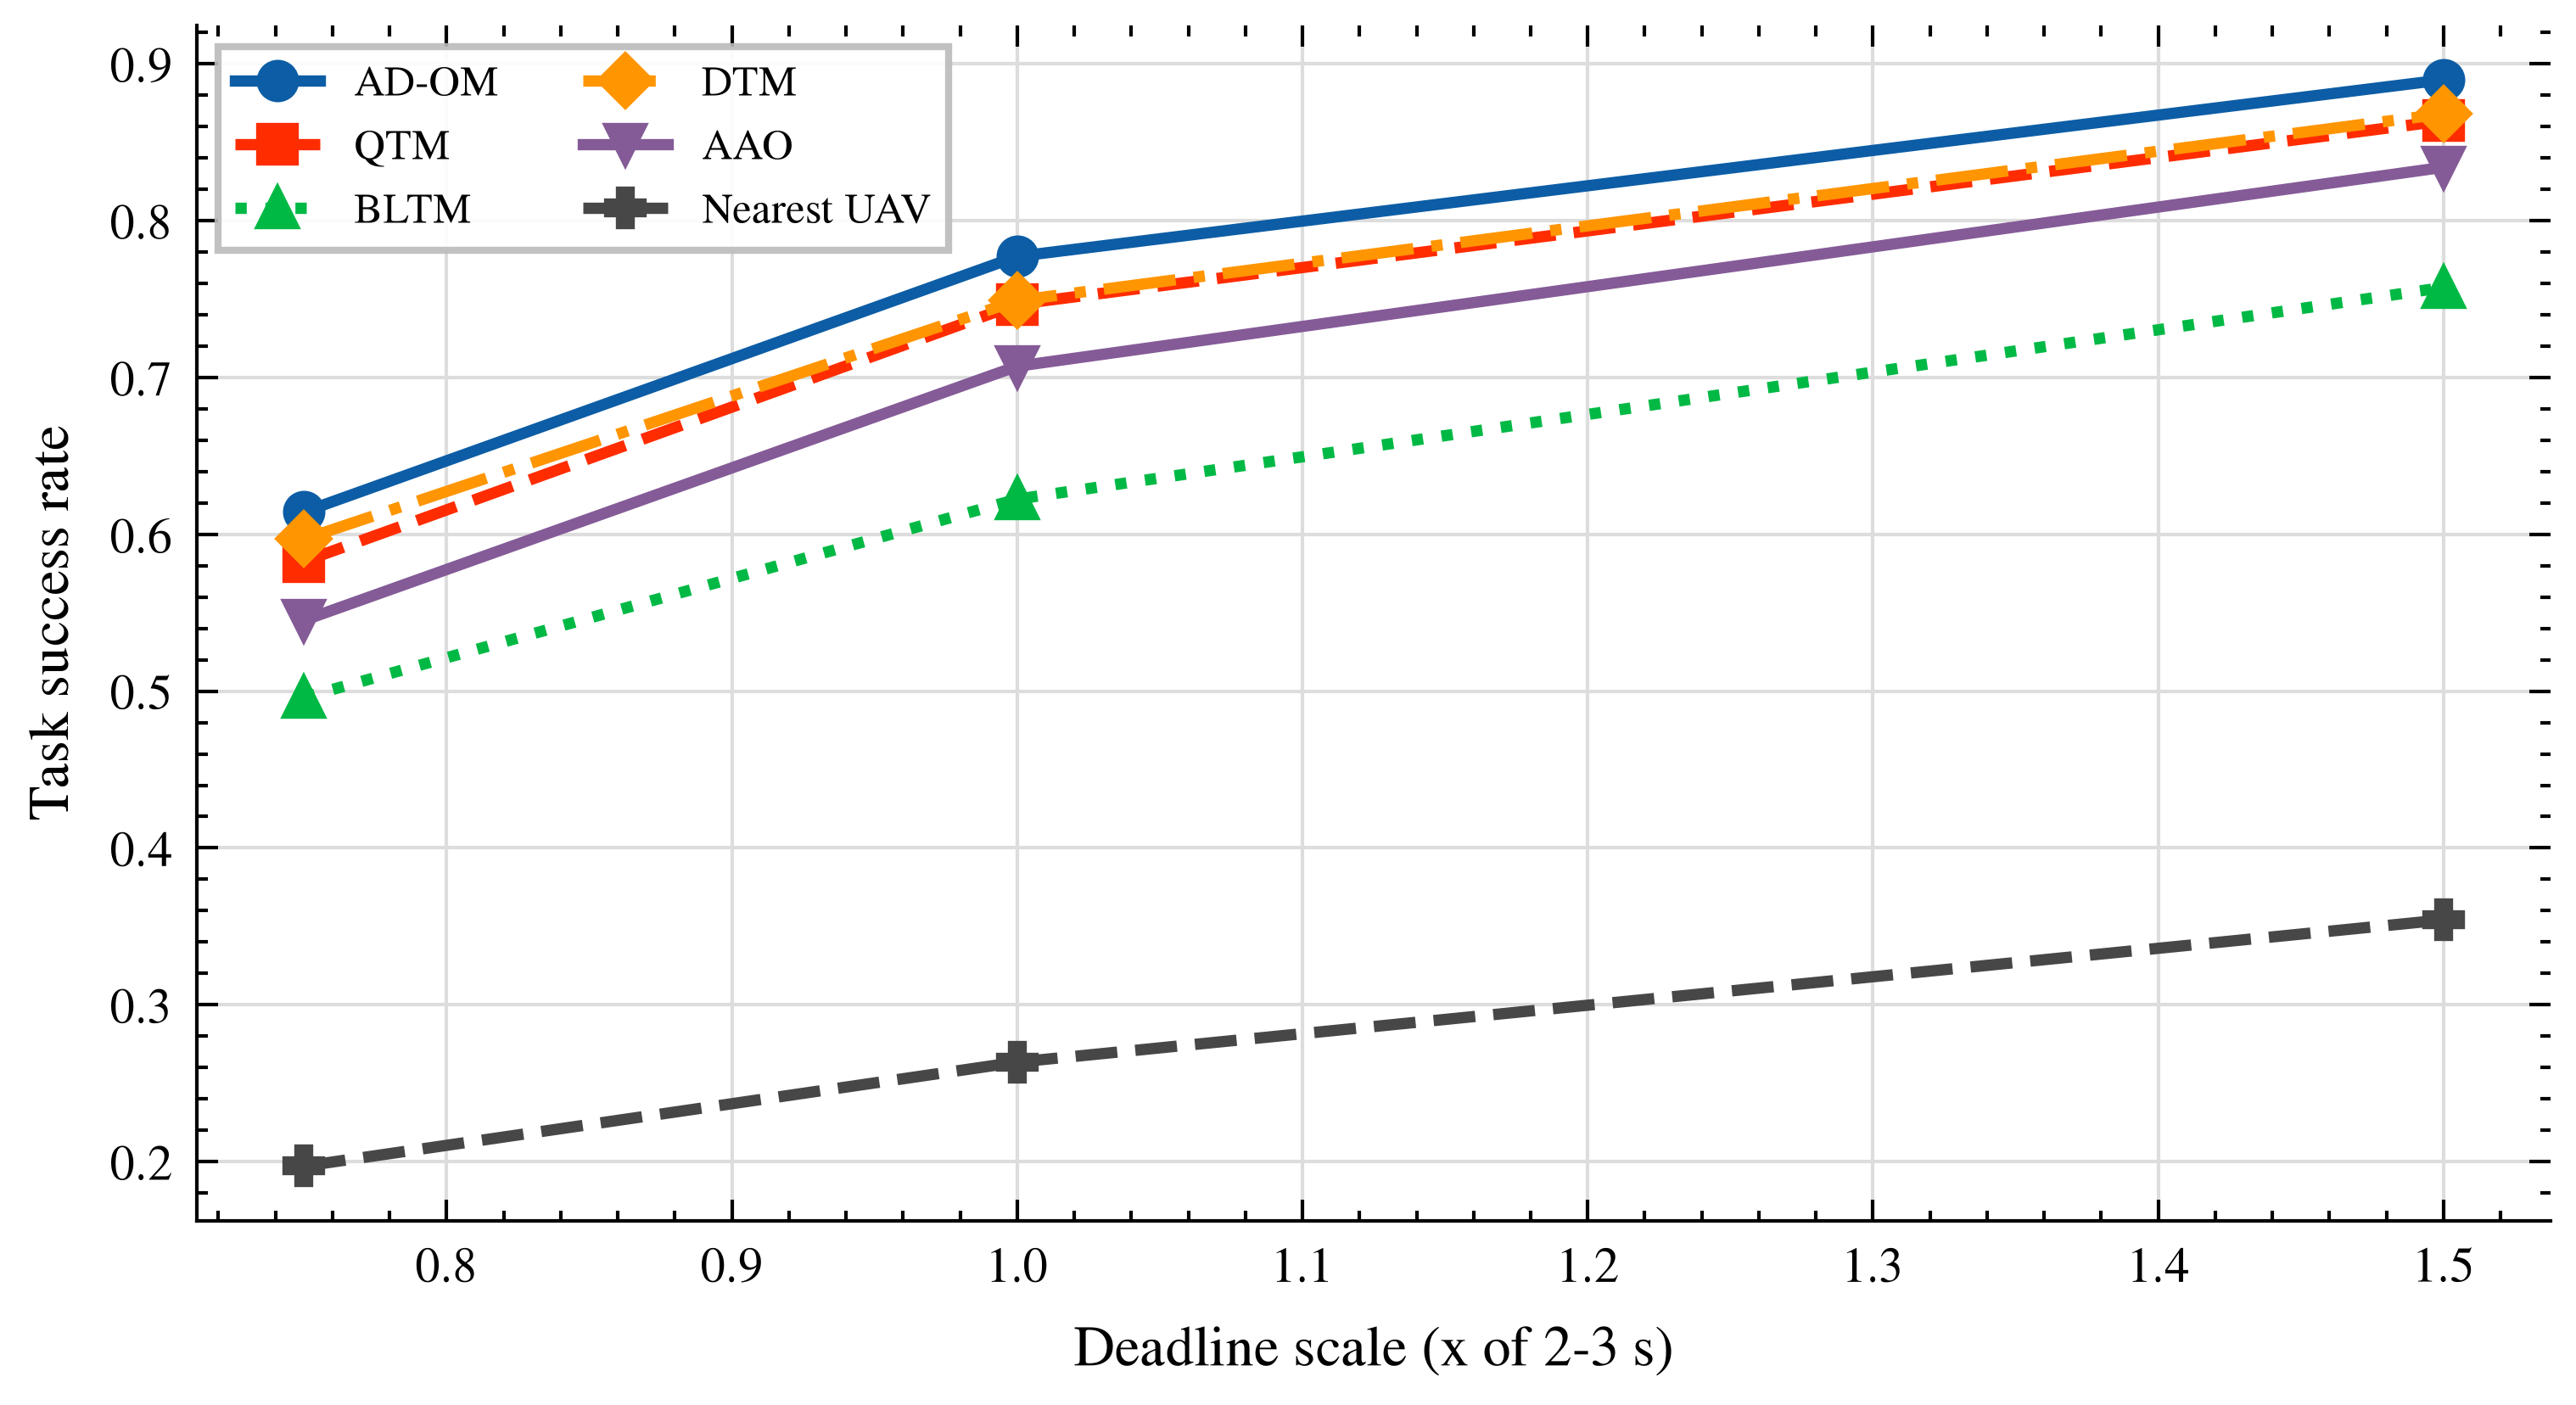 AD-OM
QTM
BLTM
DTM
AAO
Nearest UAV
Task success rate
0.9
0.8
0.7
0.6
0.5
0.4
0.3
0.2
0.8 0.9 1.0 1.1 1.2 1.3 1.4 1.5
Deadline scale (x of 2-3 s)